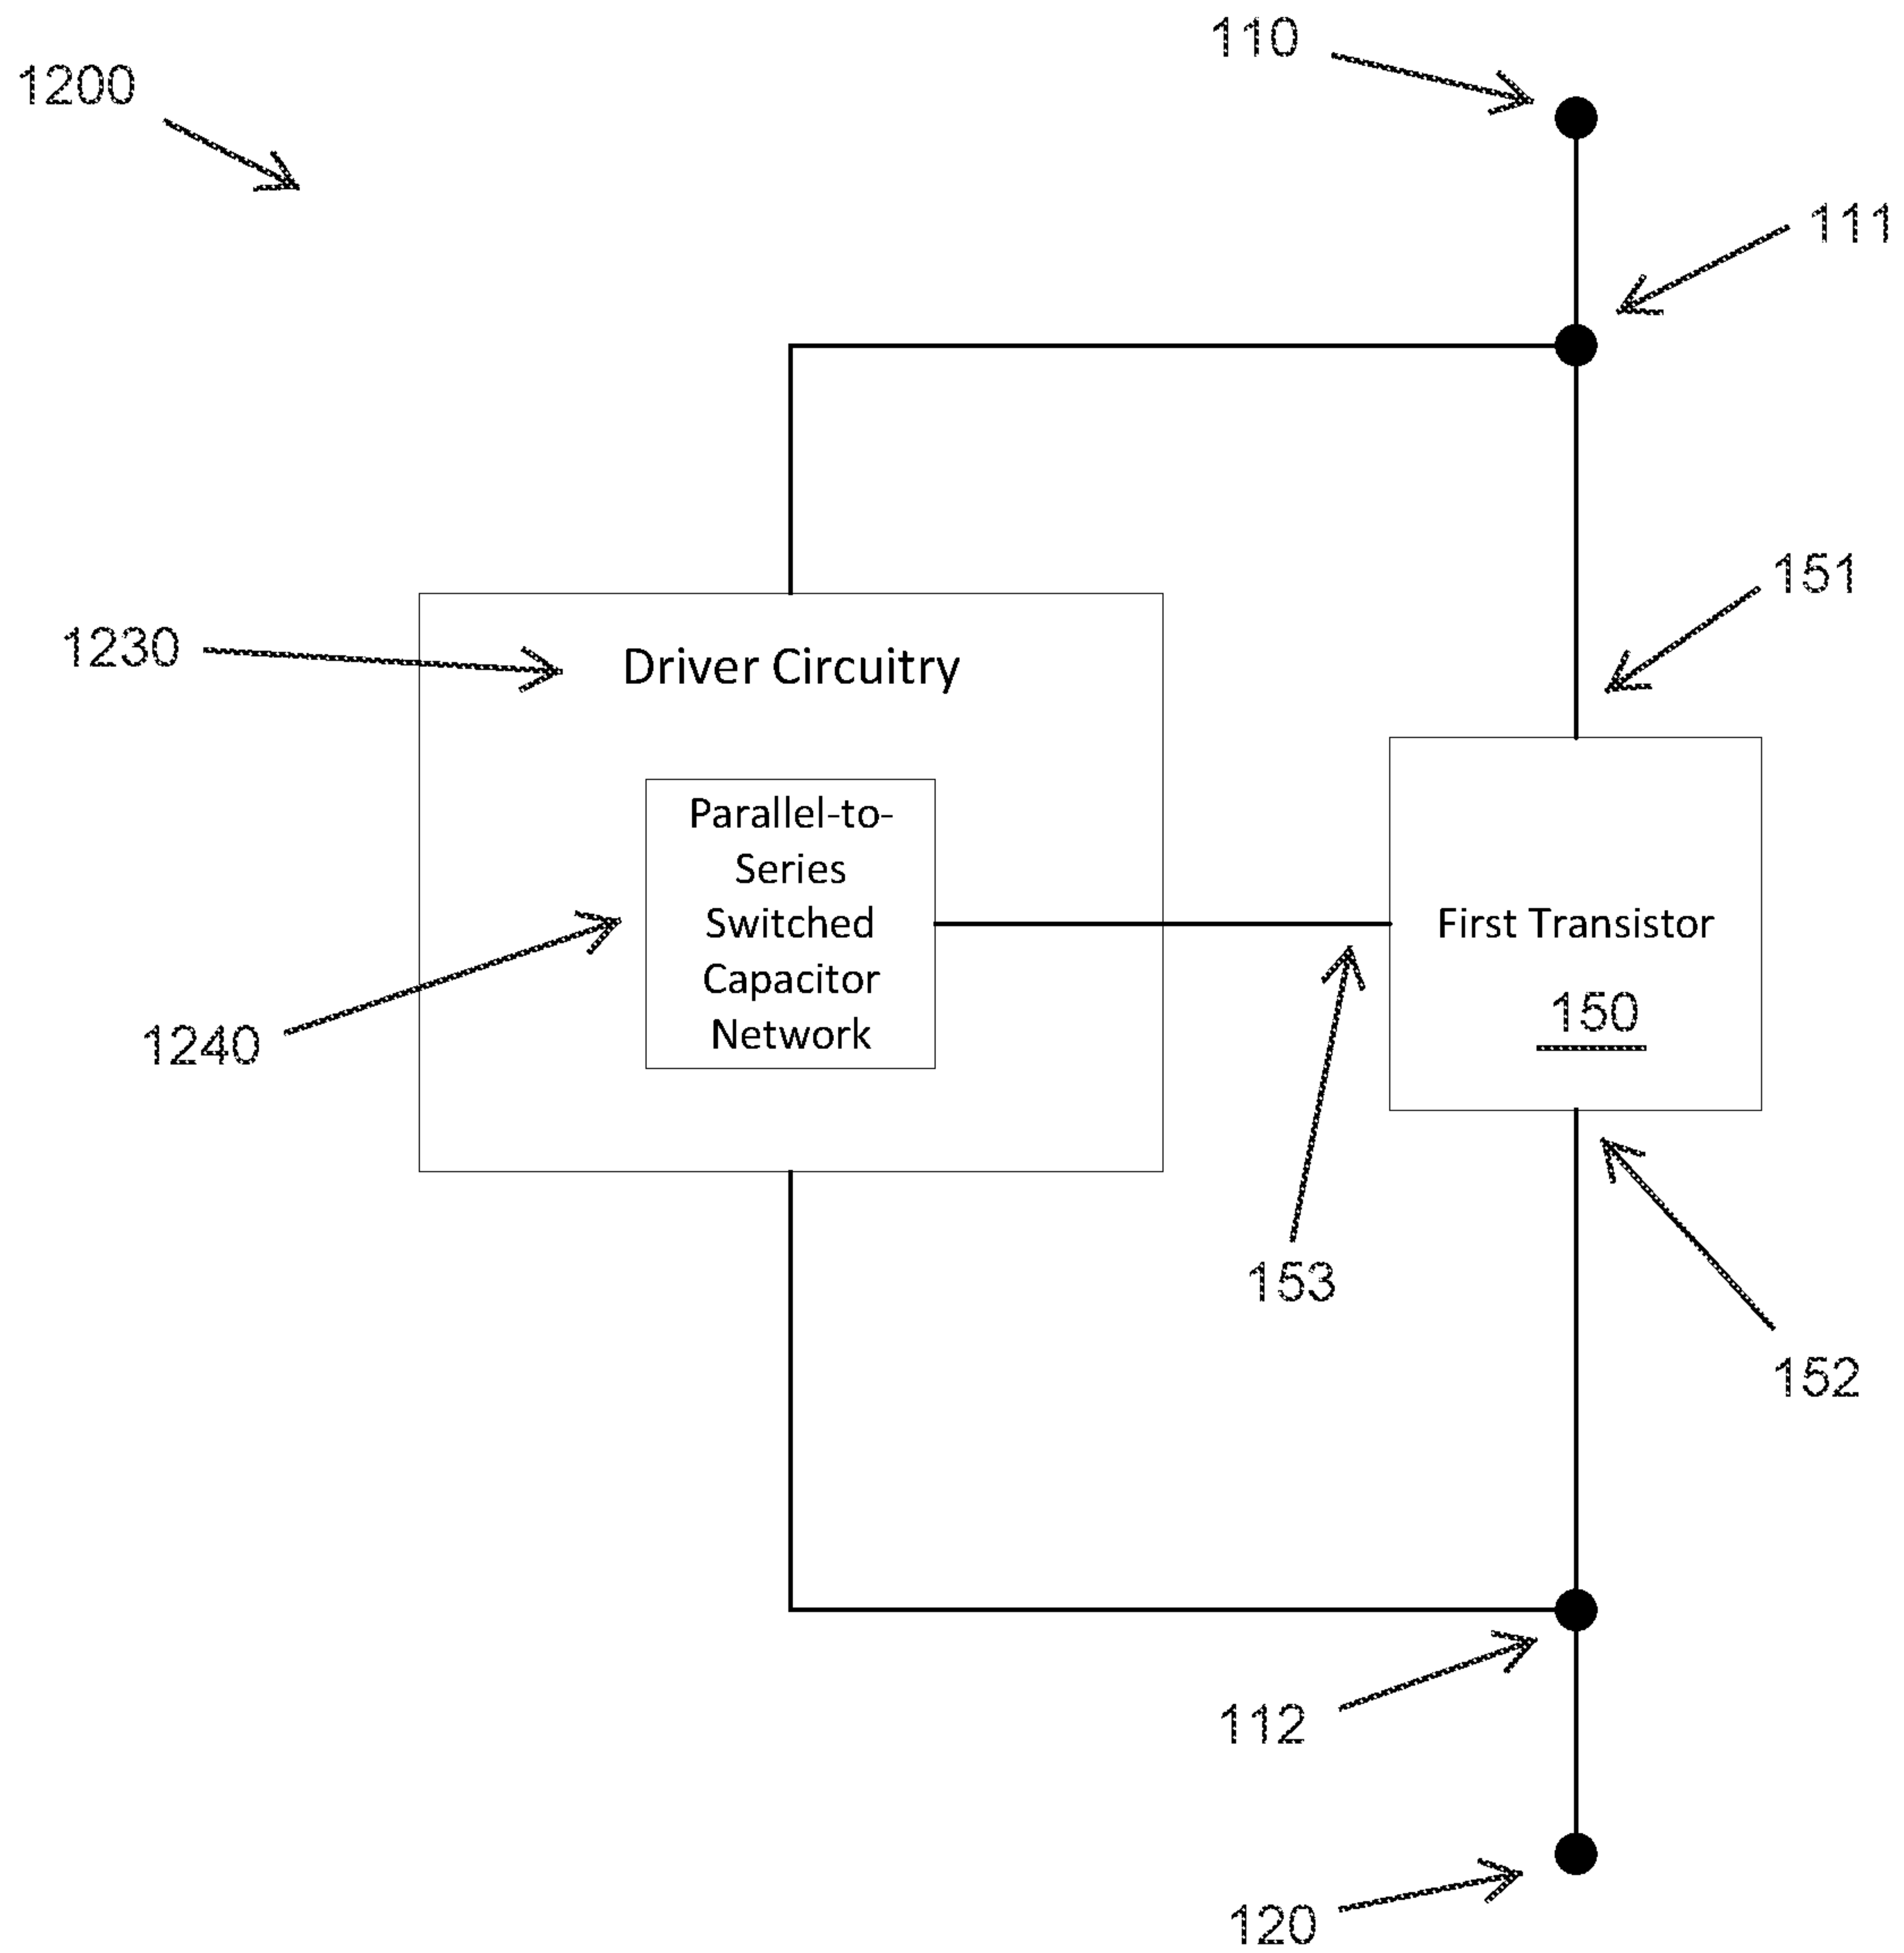 110
1200
111
151
1230
Driver Circuitry
Parallel-to-
Series
Switched
Capacitor
Network
First Transistor
150
1240
153
152
112
120